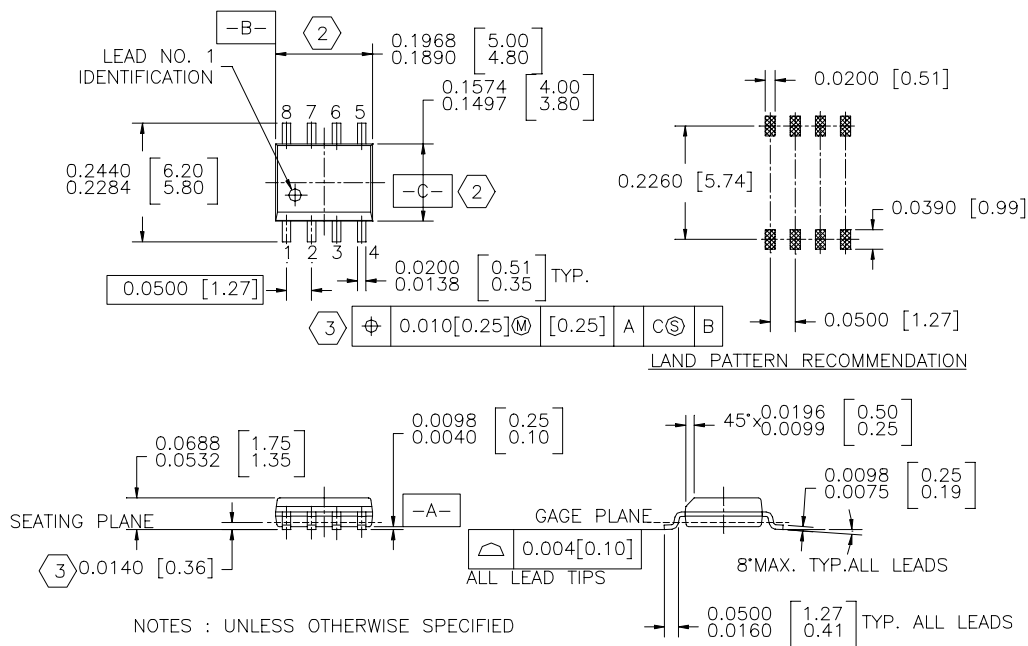 -B-
2
0.1968 [5.00]
0.1890 [4.80]
LEAD NO. 1
IDENTIFICATION
0.1574 [4.00]
0.1497 [3.80]
0.0200 [0.51]
8 7 6 5
0.2440 [6.20]
0.2284 [5.80]
-C-
2
0.2260 [5.74]
0.0390 [0.99]
1 2 3 4
0.0500 [1.27]
0.0200 [0.51]
0.0138 [0.35]
TYP.
3
⌖ 0.010[0.25]Ⓜ [0.25] A CⓈ B
0.0500 [1.27]
LAND PATTERN RECOMMENDATION
0.0688 [1.75]
0.0532 [1.35]
0.0098 [0.25]
0.0040 [0.10]
45°x
0.0196 [0.50]
0.0099 [0.25]
0.0098 [0.25]
0.0075 [0.19]
-A-
SEATING PLANE
GAGE PLANE
3
0.0140 [0.36]
⌓ 0.004[0.10]
ALL LEAD TIPS
8°MAX. TYP.ALL LEADS
0.0500 [1.27]
0.0160 [0.41]
TYP. ALL LEADS
NOTES : UNLESS OTHERWISE SPECIFIED